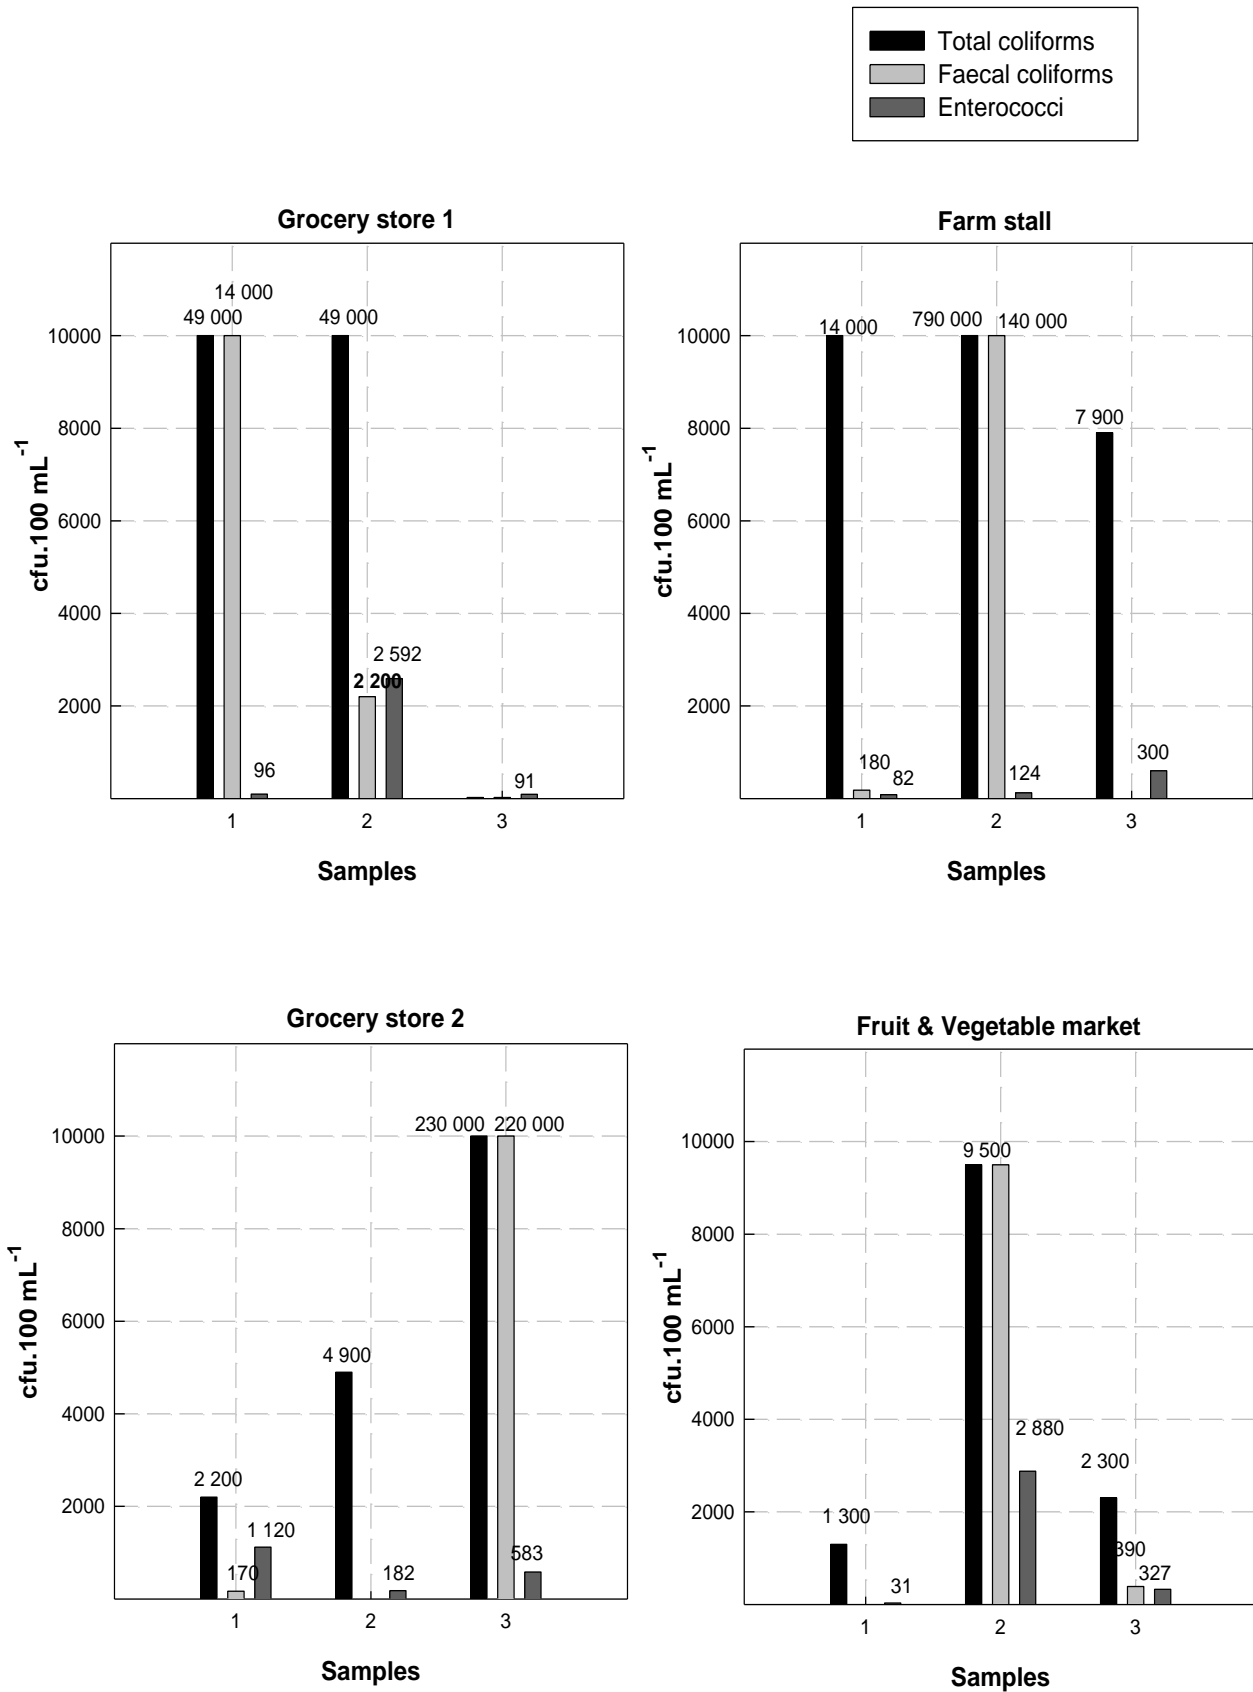 Total coliforms
Faecal coliforms
Enterococci
Grocery store 1
14 000
49 000
49 000
10000
8000
6000
4000
2000
2 592
2 200
96
91
cfu.100 mL-1
1 2 3
Samples
Farm stall
14 000
790 000
140 000
10000
8000
6000
4000
2000
7 900
180
82
124
300
cfu.100 mL-1
1 2 3
Samples
Grocery store 2
230 000
220 000
10000
8000
6000
4000
2000
4 900
2 200
1 120
170
182
583
cfu.100 mL-1
1 2 3
Samples
Fruit & Vegetable market
9 500
10000
8000
6000
4000
2000
2 880
2 300
1 300
390
327
31
cfu.100 mL-1
1 2 3
Samples